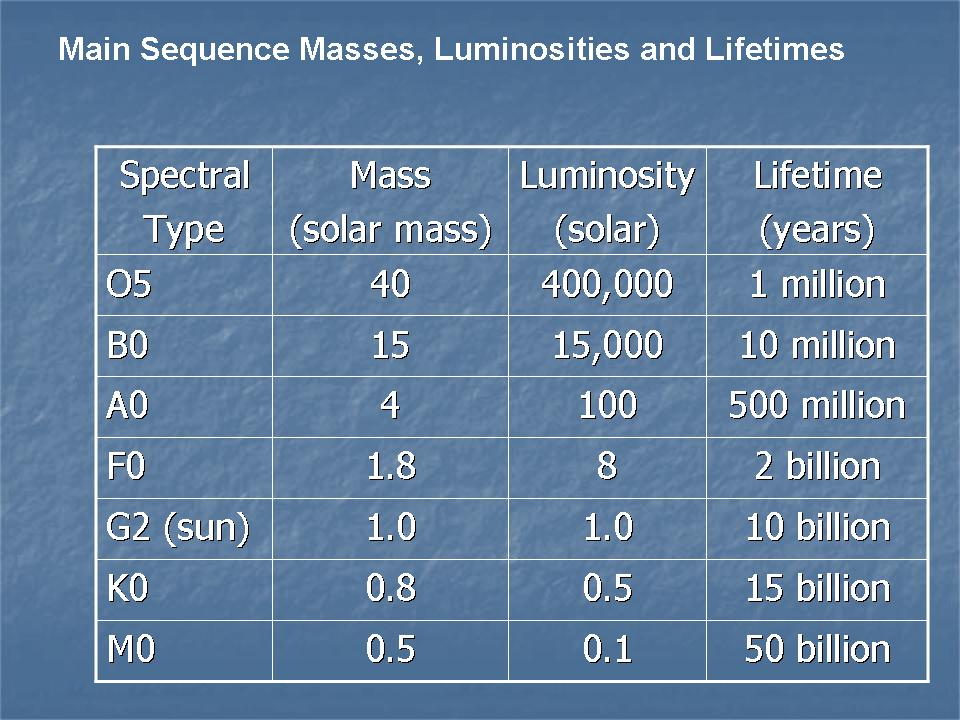 Main Sequence Masses, Luminosities and Lifetimes
Spectral Type Mass (solar mass) Luminosity (solar) Lifetime (years)
O5 40 400,000 1 million
B0 15 15,000 10 million
A0 4 100 500 million
F0 1.8 8 2 billion
G2 (sun) 1.0 1.0 10 billion
K0 0.8 0.5 15 billion
M0 0.5 0.1 50 billion